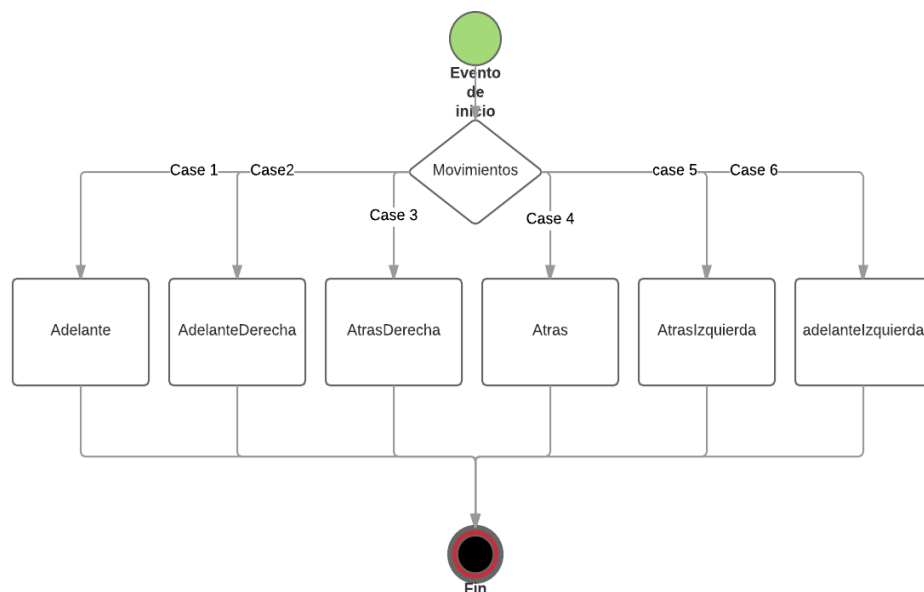 Evento
de
inicio
Movimientos
Case 1
Case2
Case 3
Case 4
case 5
Case 6
Adelante
AdelanteDerecha
AtrasDerecha
Atras
AtrasIzquierda
adelanteIzquierda
Fin